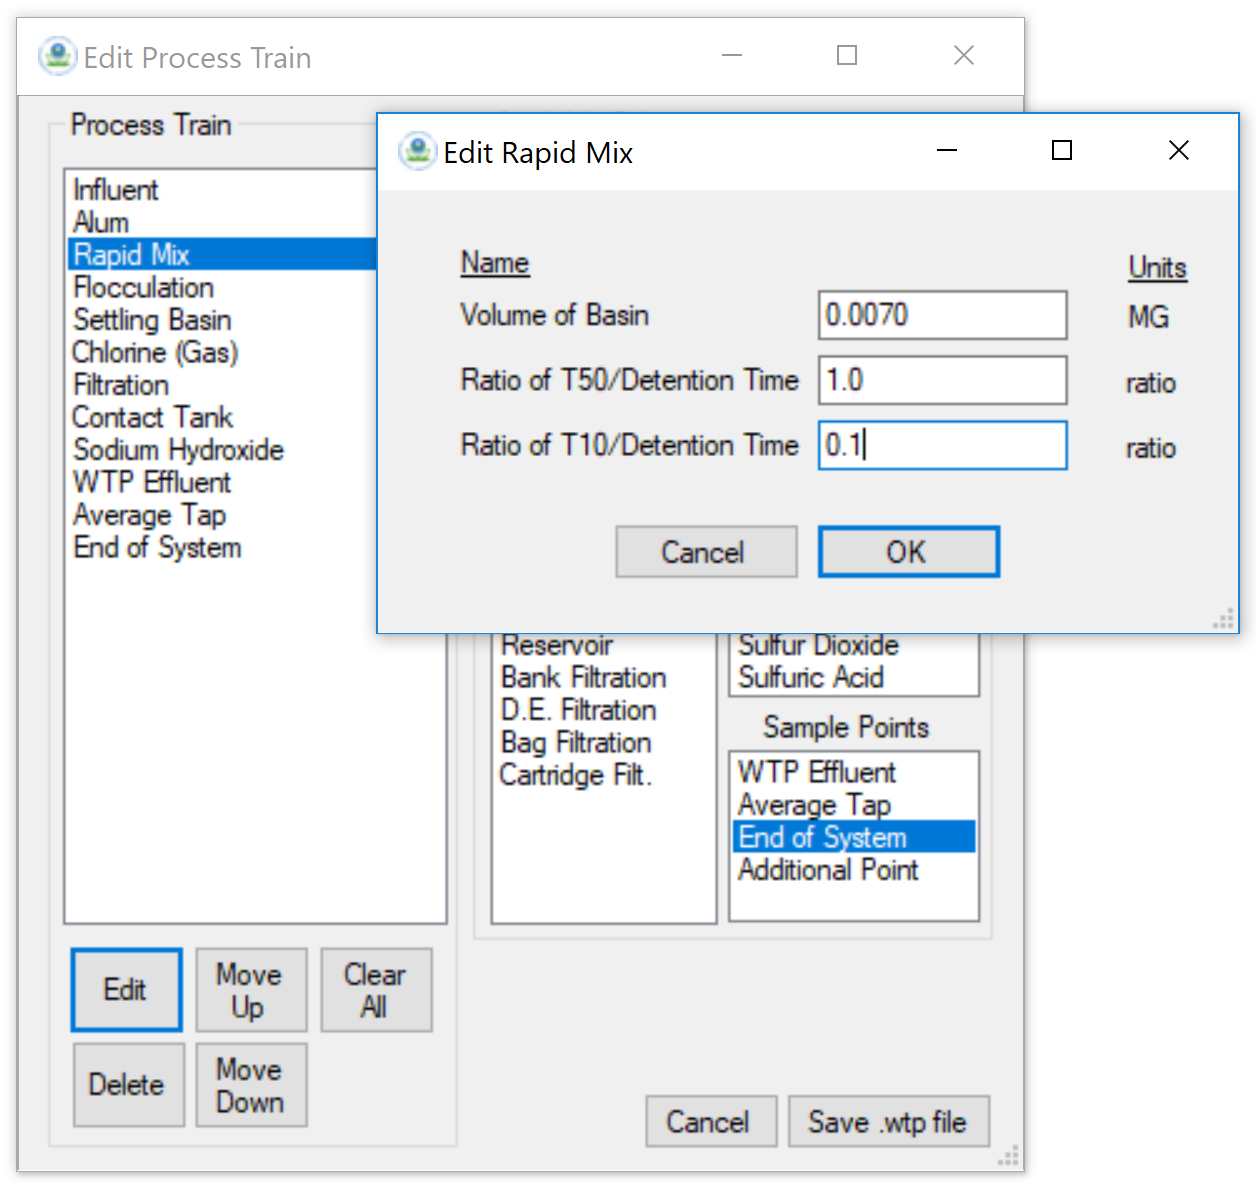 Edit Process Train
Process Train
Influent
Alum
Rapid Mix
Flocculation
Settling Basin
Chlorine (Gas)
Filtration
Contact Tank
Sodium Hydroxide
WTP Effluent
Average Tap
End of System
Edit Rapid Mix
Name
Units
Volume of Basin 0.0070 MG
Ratio of T50/Detention Time 1.0 ratio
Ratio of T10/Detention Time 0.1 ratio
Cancel OK
Reservoir
Bank Filtration
D.E. Filtration
Bag Filtration
Cartridge Filt.
Sulfur Dioxide
Sulfuric Acid
Sample Points
WTP Effluent
Average Tap
End of System
Additional Point
Edit
Move
Up
Clear
All
Delete
Move
Down
Cancel
Save .wtp file